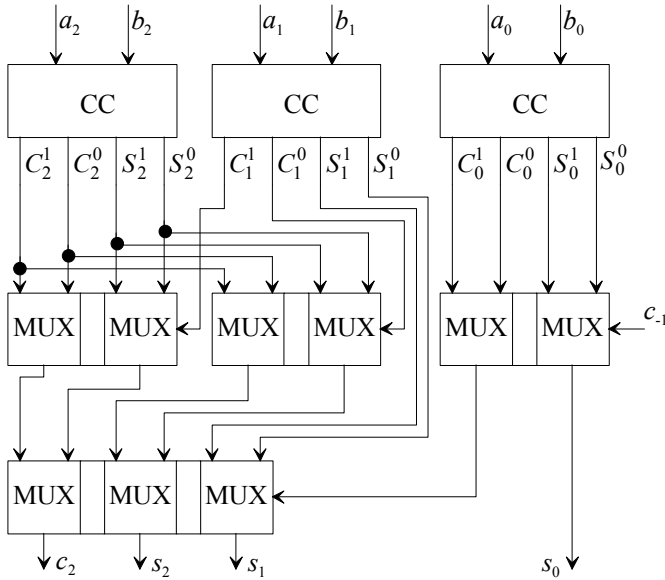 a₂ b₂ a₁ b₁ a₀ b₀
CC CC CC
C₂¹ C₂⁰ S₂¹ S₂⁰ C₁¹ C₁⁰ S₁¹ S₁⁰ C₀¹ C₀⁰ S₀¹ S₀⁰
MUX MUX MUX MUX MUX MUX c₋₁
MUX MUX MUX
c₂ s₂ s₁ s₀